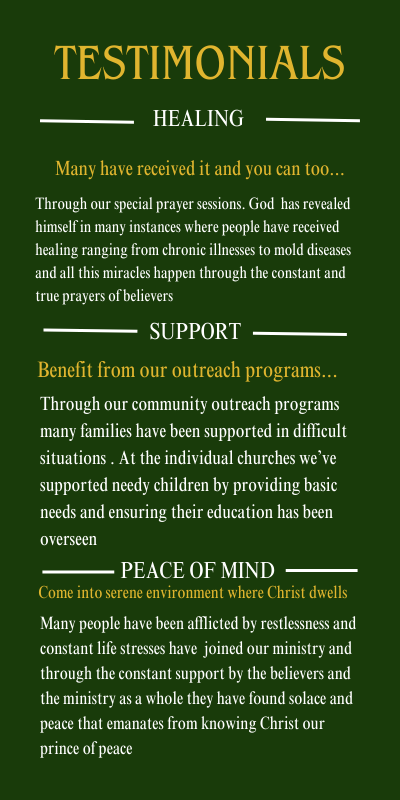 TESTIMONIALS
HEALING
Many have received it and you can too...
Through our special prayer sessions. God  has revealed
himself in many instances where people have received
healing ranging from chronic illnesses to mold diseases
and all this miracles happen through the constant and
true prayers of believers
SUPPORT
Benefit from our outreach programs...
Through our community outreach programs
many families have been supported in difficult
situations . At the individual churches we've
supported needy children by providing basic
needs and ensuring their education has been
overseen
PEACE OF MIND
Come into serene environment where Christ dwells
Many people have been afflicted by restlessness and
constant life stresses have  joined our ministry and
through the constant support by the believers and
the ministry as a whole they have found solace and
peace that emanates from knowing Christ our
prince of peace